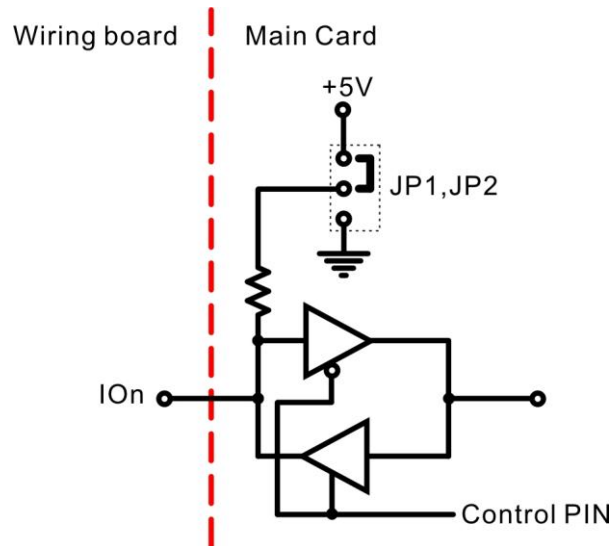 Wiring board
Main Card
+5V
JP1,JP2
IOn
Control PIN